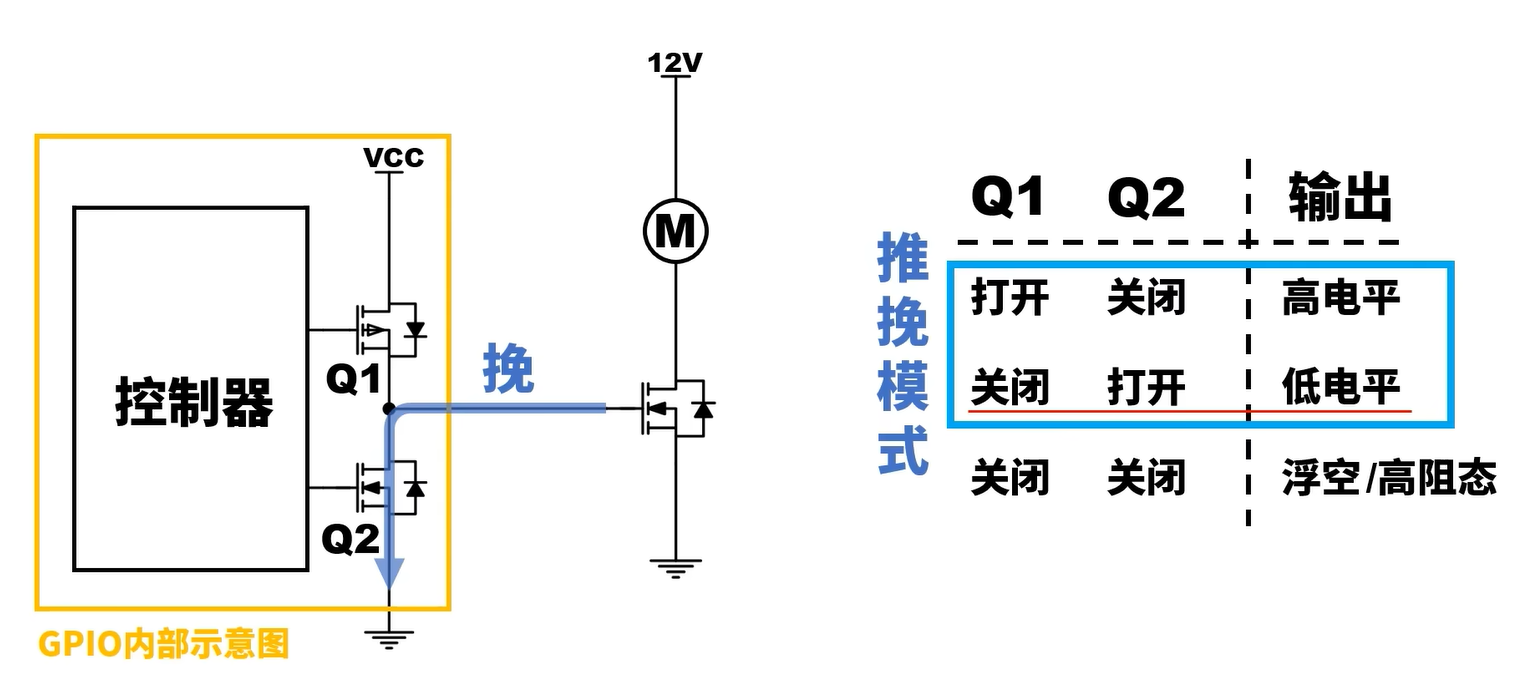 12V
VCC
M
控制器
Q1
挽
Q2
GPIO内部示意图
推挽模式
Q1 Q2 输出
打开 关闭 高电平
关闭 打开 低电平
关闭 关闭 浮空/高阻态